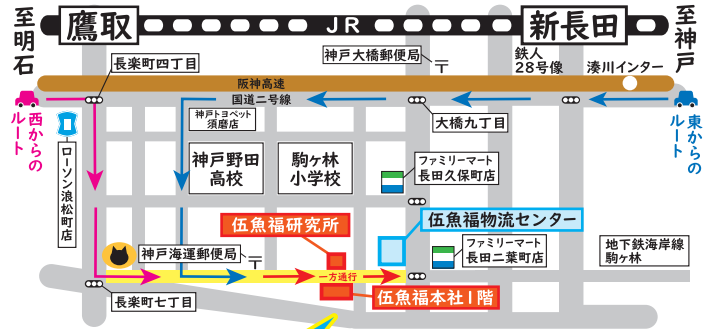 至明石
鷹取
JR
新長田
至神戸
長楽町四丁目
神戸大橋郵便局
〒
鉄人
28号像
湊川インター
阪神高速
国道二号線
西からの
ルート
東からの
ルート
神戸トヨペット
須磨店
大橋九丁目
ローソン浪松町店
神戸野田
高校
駒ヶ林
小学校
ファミリーマート
長田久保町店
伍魚福研究所
伍魚福物流センター
神戸海運郵便局
〒
ファミリーマート
長田二葉町店
地下鉄海岸線
駒ヶ林
一方通行
長楽町七丁目
伍魚福本社1階